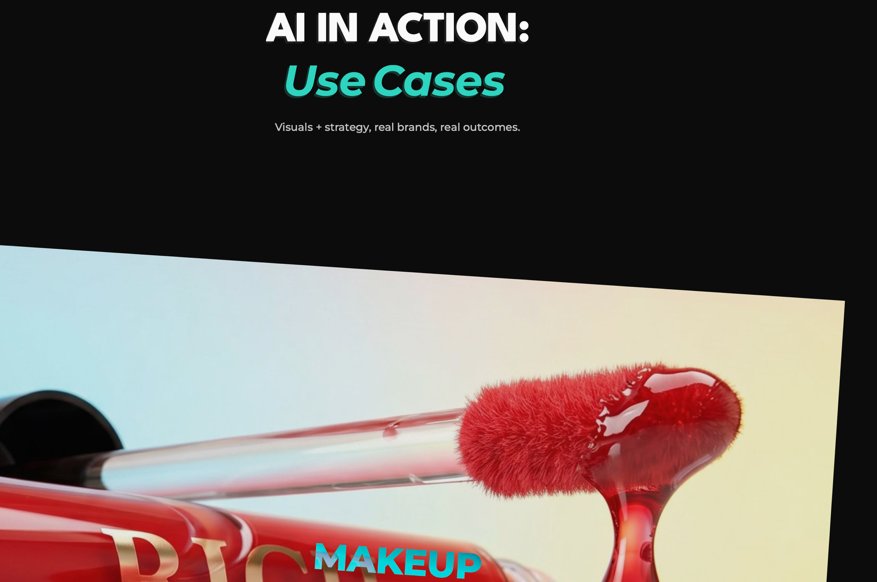 AI IN ACTION:
Use Cases
Visuals + strategy, real brands, real outcomes.
MAKEUP